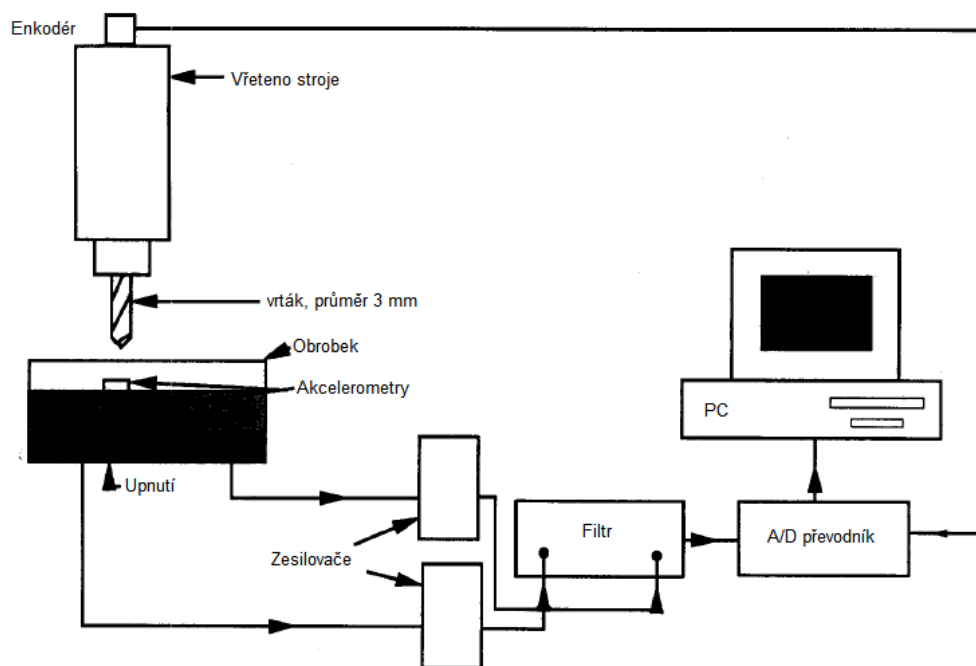 Enkodér
Vřeteno stroje
vrták, průměr 3 mm
Obrobek
Akcelerometry
PC
Upnutí
Filtr
A/D převodník
Zesilovače